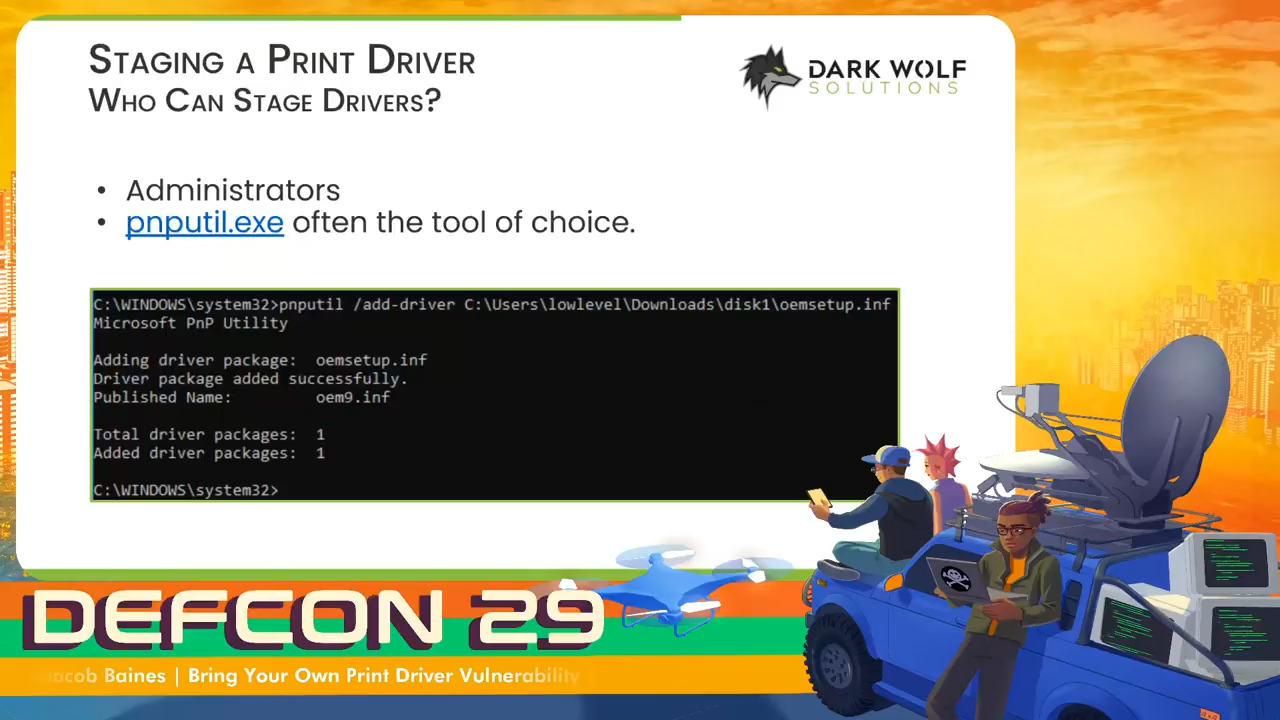 STAGING A PRINT DRIVER
WHO CAN STAGE DRIVERS?
DARK WOLF
SOLUTIONS
• Administrators
• pnputil.exe often the tool of choice.
C:\WINDOWS\system32>pnputil /add-driver C:\Users\lowlevel\Downloads\disk1\oemsetup.inf
Microsoft PnP Utility
Adding driver package: oemsetup.inf
Driver package added successfully.
Published Name: oem9.inf
Total driver packages: 1
Added driver packages: 1
C:\WINDOWS\system32>
DEFCON 29
acob Baines | Bring Your Own Print Driver Vulnerability